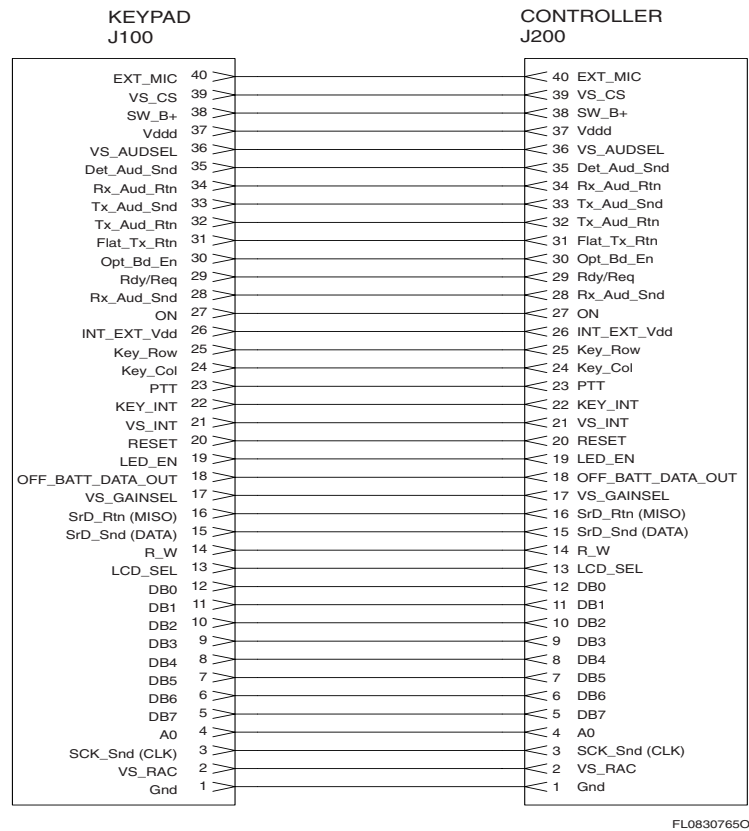 KEYPAD CONTROLLER
J100 J200
EXT_MIC 40 40 EXT_MIC
VS_CS 39 39 VS_CS
SW_B+ 38 38 SW_B+
Vddd 37 37 Vddd
VS_AUDSEL 36 36 VS_AUDSEL
Det_Aud_Snd 35 35 Det_Aud_Snd
Rx_Aud_Rtn 34 34 Rx_Aud_Rtn
Tx_Aud_Snd 33 33 Tx_Aud_Snd
Tx_Aud_Rtn 32 32 Tx_Aud_Rtn
Flat_Tx_Rtn 31 31 Flat_Tx_Rtn
Opt_Bd_En 30 30 Opt_Bd_En
Rdy/Req 29 29 Rdy/Req
Rx_Aud_Snd 28 28 Rx_Aud_Snd
ON 27 27 ON
INT_EXT_Vdd 26 26 INT_EXT_Vdd
Key_Row 25 25 Key_Row
Key_Col 24 24 Key_Col
PTT 23 23 PTT
KEY_INT 22 22 KEY_INT
VS_INT 21 21 VS_INT
RESET 20 20 RESET
LED_EN 19 19 LED_EN
OFF_BATT_DATA_OUT 18 18 OFF_BATT_DATA_OUT
VS_GAINSEL 17 17 VS_GAINSEL
SrD_Rtn (MISO) 16 16 SrD_Rtn (MISO)
SrD_Snd (DATA) 15 15 SrD_Snd (DATA)
R_W 14 14 R_W
LCD_SEL 13 13 LCD_SEL
DB0 12 12 DB0
DB1 11 11 DB1
DB2 10 10 DB2
DB3 9 9 DB3
DB4 8 8 DB4
DB5 7 7 DB5
DB6 6 6 DB6
DB7 5 5 DB7
A0 4 4 A0
SCK_Snd (CLK) 3 3 SCK_Snd (CLK)
VS_RAC 2 2 VS_RAC
Gnd 1 1 Gnd
FL0830765O